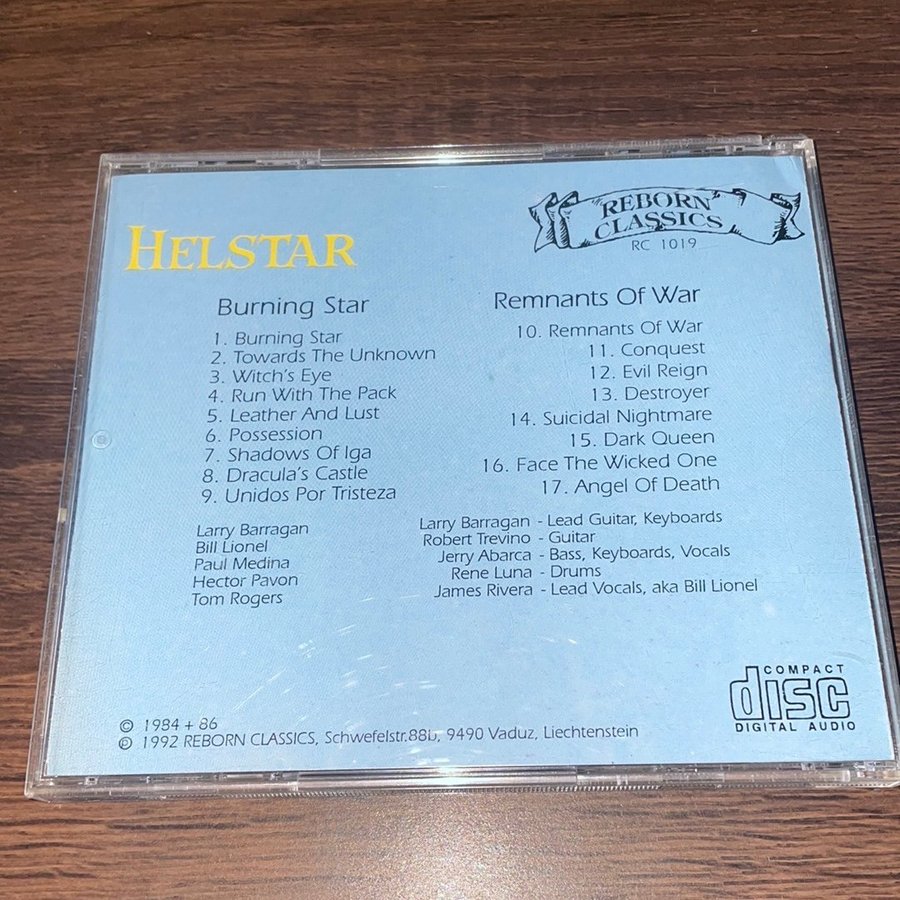 REBORN
CLASSICS
RC 1019
HELSTAR
Burning Star
1. Burning Star
2. Towards The Unknown
3. Witch's Eye
4. Run With The Pack
5. Leather And Lust
6. Possession
7. Shadows Of Iga
8. Dracula's Castle
9. Unidos Por Tristeza
Larry Barragan
Bill Lionel
Paul Medina
Hector Pavon
Tom Rogers
Remnants Of War
10. Remnants Of War
11. Conquest
12. Evil Reign
13. Destroyer
14. Suicidal Nightmare
15. Dark Queen
16. Face The Wicked One
17. Angel Of Death
Larry Barragan - Lead Guitar, Keyboards
Robert Trevino - Guitar
Jerry Abarca - Bass, Keyboards, Vocals
Rene Luna - Drums
James Rivera - Lead Vocals, aka Bill Lionel
© 1984 + 86
℗ 1992 REBORN CLASSICS, Schwefelstr.88b, 9490 Vaduz, Liechtenstein
COMPACT
disc
DIGITAL AUDIO